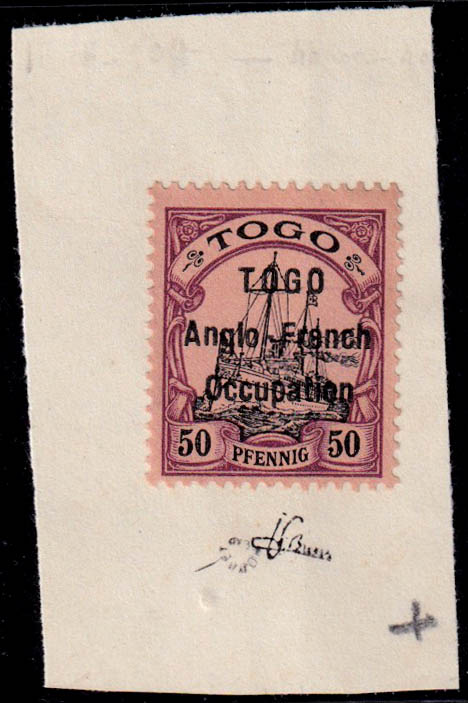 TOGO
TOGO
Anglo-French
Occupation
50 PFENNIG 50